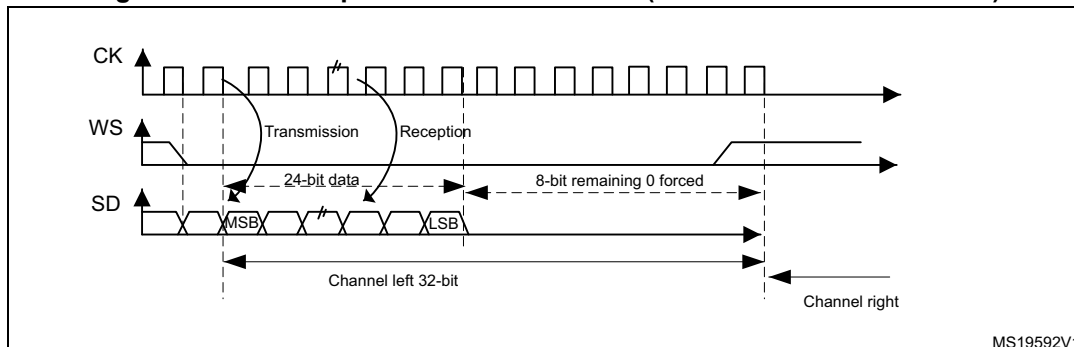 CK
WS
Transmission
Reception
24-bit data
8-bit remaining 0 forced
SD
MSB
LSB
Channel left 32-bit
Channel right
MS19592V1